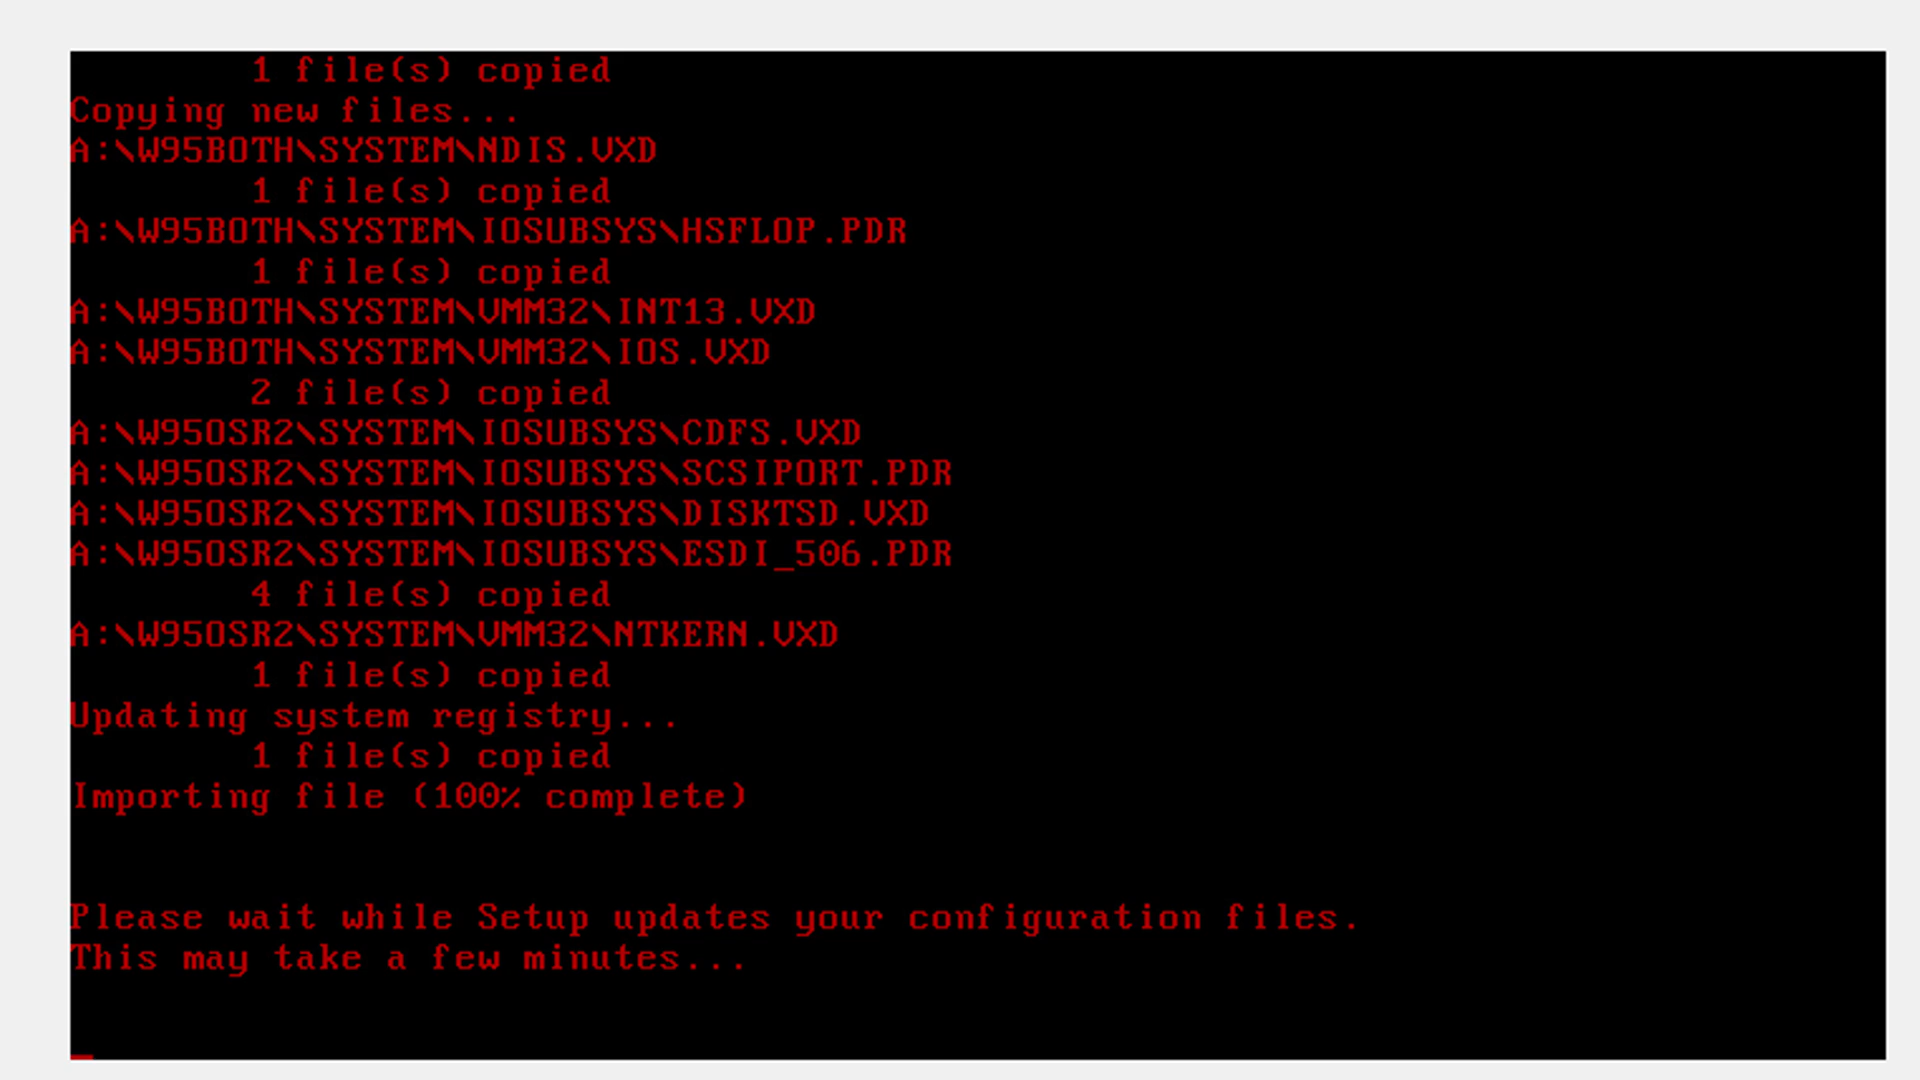 1 file(s) copied
Copying new files...
A:\W95BOTH\SYSTEM\NDIS.VXD
1 file(s) copied
A:\W95BOTH\SYSTEM\IOSUBSYS\HSFLOP.PDR
1 file(s) copied
A:\W95BOTH\SYSTEM\VMM32\INT13.VXD
A:\W95BOTH\SYSTEM\VMM32\IOS.VXD
2 file(s) copied
A:\W95OSR2\SYSTEM\IOSUBSYS\CDFS.VXD
A:\W95OSR2\SYSTEM\IOSUBSYS\SCSIPORT.PDR
A:\W95OSR2\SYSTEM\IOSUBSYS\DISKTSD.VXD
A:\W95OSR2\SYSTEM\IOSUBSYS\ESDI_506.PDR
4 file(s) copied
A:\W95OSR2\SYSTEM\VMM32\NTKERN.VXD
1 file(s) copied
Updating system registry...
1 file(s) copied
Importing file (100% complete)
Please wait while Setup updates your configuration files.
This may take a few minutes...